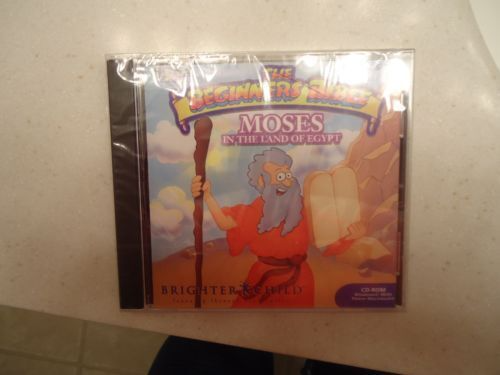 THE
BEGINNERS BIBLE
MOSES
IN THE LAND OF EGYPT
BRIGHTER CHILD
CD-ROM